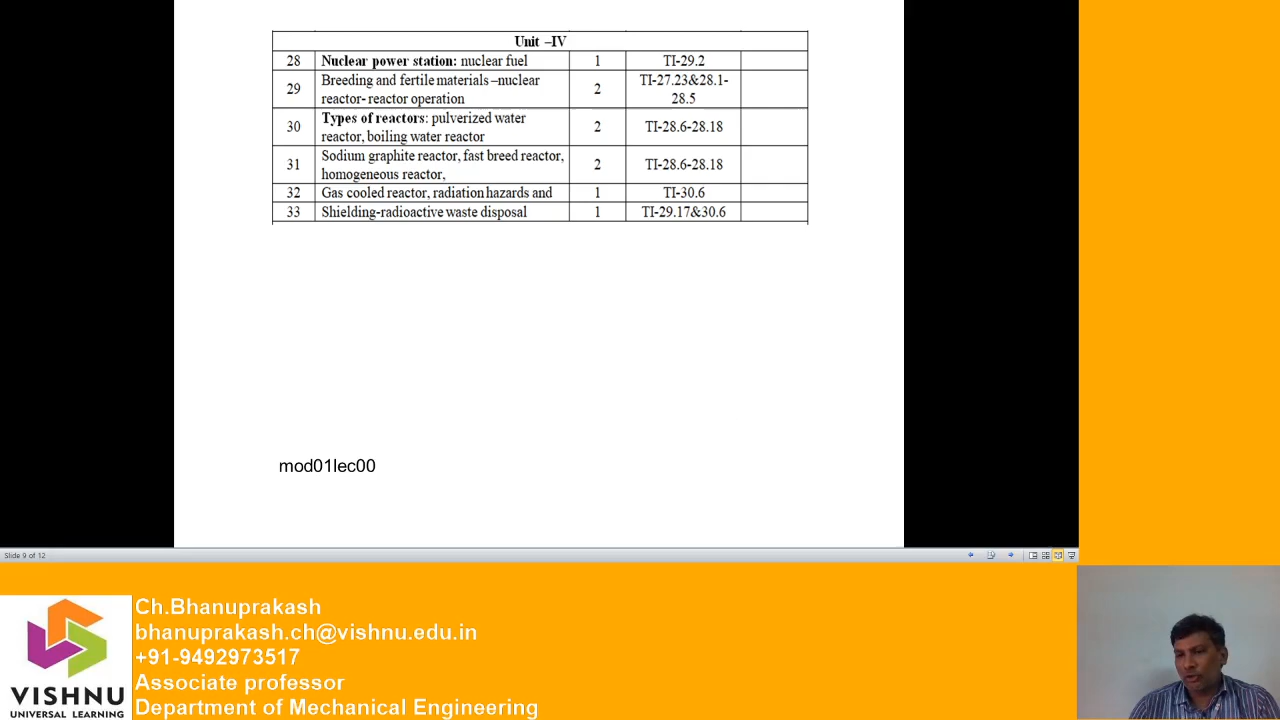 Unit –IV
28 Nuclear power station: nuclear fuel 1 TI-29.2
29 Breeding and fertile materials –nuclear reactor- reactor operation 2 TI-27.23&28.1-28.5
30 Types of reactors: pulverized water reactor, boiling water reactor 2 TI-28.6-28.18
31 Sodium graphite reactor, fast breed reactor, homogeneous reactor, 2 TI-28.6-28.18
32 Gas cooled reactor, radiation hazards and 1 TI-30.6
33 Shielding-radioactive waste disposal 1 TI-29.17&30.6
mod01lec00
Slide 9 of 12
Ch.Bhanuprakash
bhanuprakash.ch@vishnu.edu.in
+91-9492973517
Associate professor
Department of Mechanical Engineering
VISHNU
UNIVERSAL LEARNING